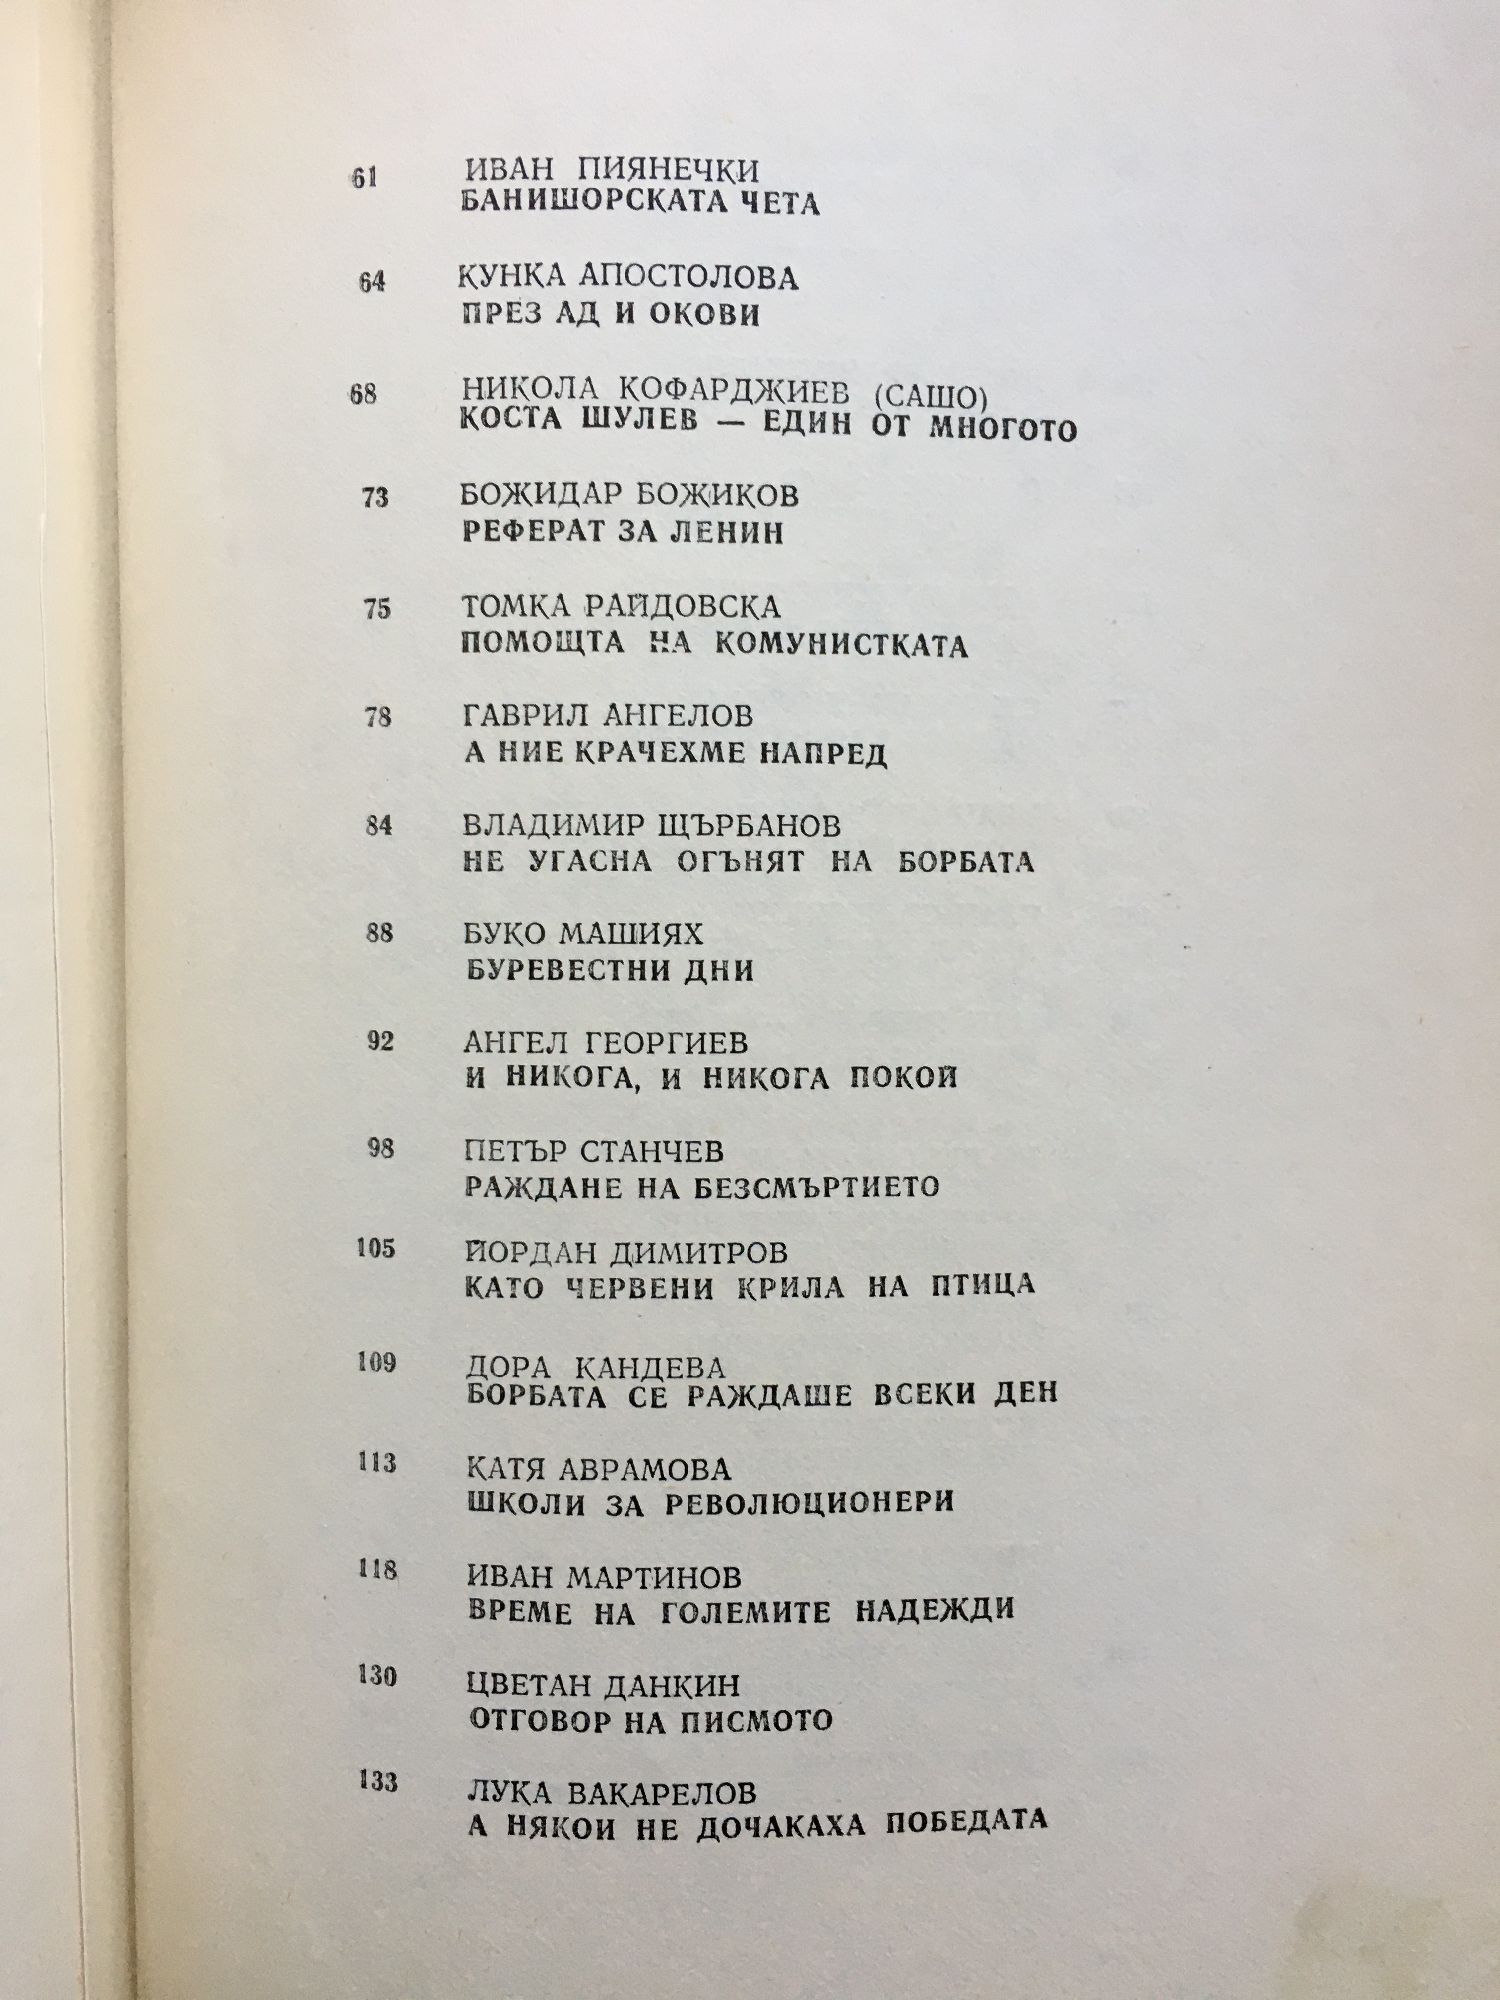 61 ИВАН ПИЯНЕЧКИ
БАНИШОРСКАТА ЧЕТА
64 КУНКА АПОСТОЛОВА
ПРЕЗ АД И ОКОВИ
68 НИКОЛА КОФАРДЖИЕВ (САШО)
КОСТА ШУЛЕВ — ЕДИН ОТ МНОГОТО
73 БОЖИДАР БОЖИКОВ
РЕФЕРАТ ЗА ЛЕНИН
75 ТОМКА РАЙДОВСКА
ПОМОЩТА НА КОМУНИСТКАТА
78 ГАВРИЛ АНГЕЛОВ
А НИЕ КРАЧЕХМЕ НАПРЕД
84 ВЛАДИМИР ЩЪРБАНОВ
НЕ УГАСНА ОГЪНЯТ НА БОРБАТА
88 БУКО МАШИЯХ
БУРЕВЕСТНИ ДНИ
92 АНГЕЛ ГЕОРГИЕВ
И НИКОГА, И НИКОГА ПОКОЙ
98 ПЕТЪР СТАНЧЕВ
РАЖДАНЕ НА БЕЗСМЪРТИЕТО
105 ЙОРДАН ДИМИТРОВ
КАТО ЧЕРВЕНИ КРИЛА НА ПТИЦА
109 ДОРА КАНДЕВА
БОРБАТА СЕ РАЖДАШЕ ВСЕКИ ДЕН
113 КАТЯ АВРАМОВА
ШКОЛИ ЗА РЕВОЛЮЦИОНЕРИ
118 ИВАН МАРТИНОВ
ВРЕМЕ НА ГОЛЕМИТЕ НАДЕЖДИ
130 ЦВЕТАН ДАНКИН
ОТГОВОР НА ПИСМОТО
133 ЛУКА ВАКАРЕЛОВ
А НЯКОИ НЕ ДОЧАКАХА ПОБЕДАТА